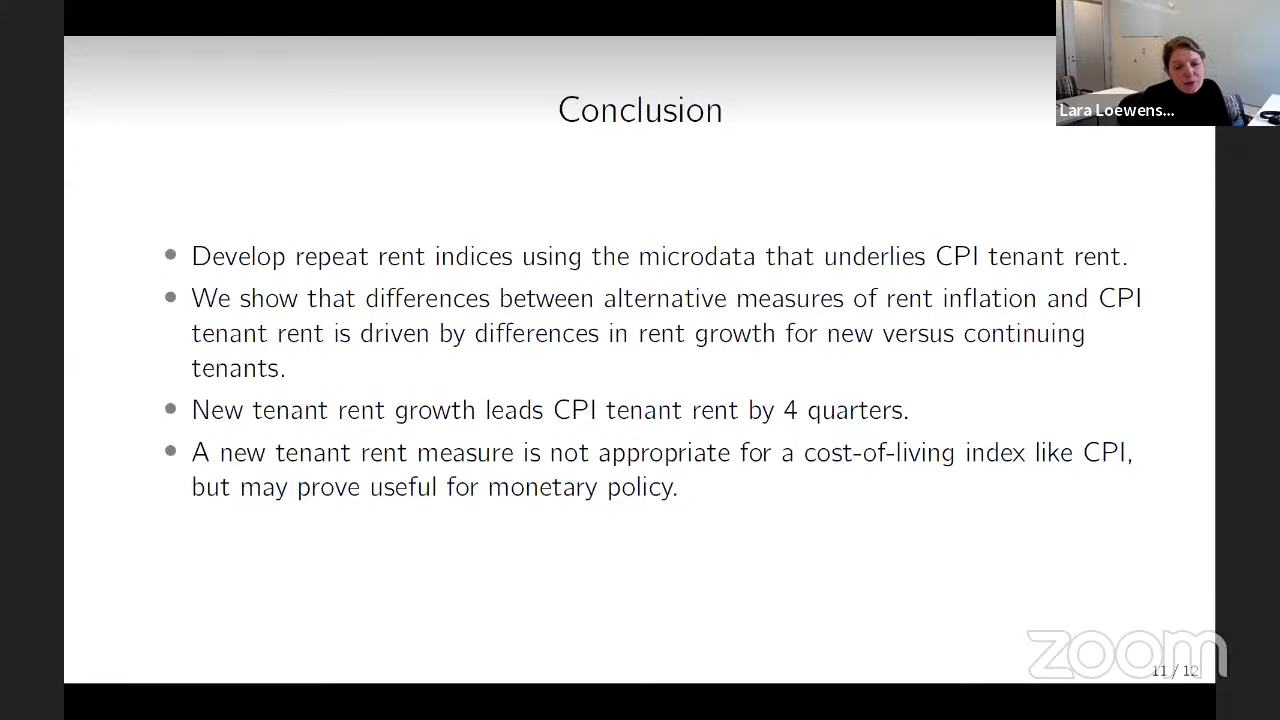 Conclusion
Lara Loewens...
Develop repeat rent indices using the microdata that underlies CPI tenant rent.
We show that differences between alternative measures of rent inflation and CPI
tenant rent is driven by differences in rent growth for new versus continuing
tenants.
New tenant rent growth leads CPI tenant rent by 4 quarters.
A new tenant rent measure is not appropriate for a cost-of-living index like CPI,
but may prove useful for monetary policy.
zoom
11 / 12